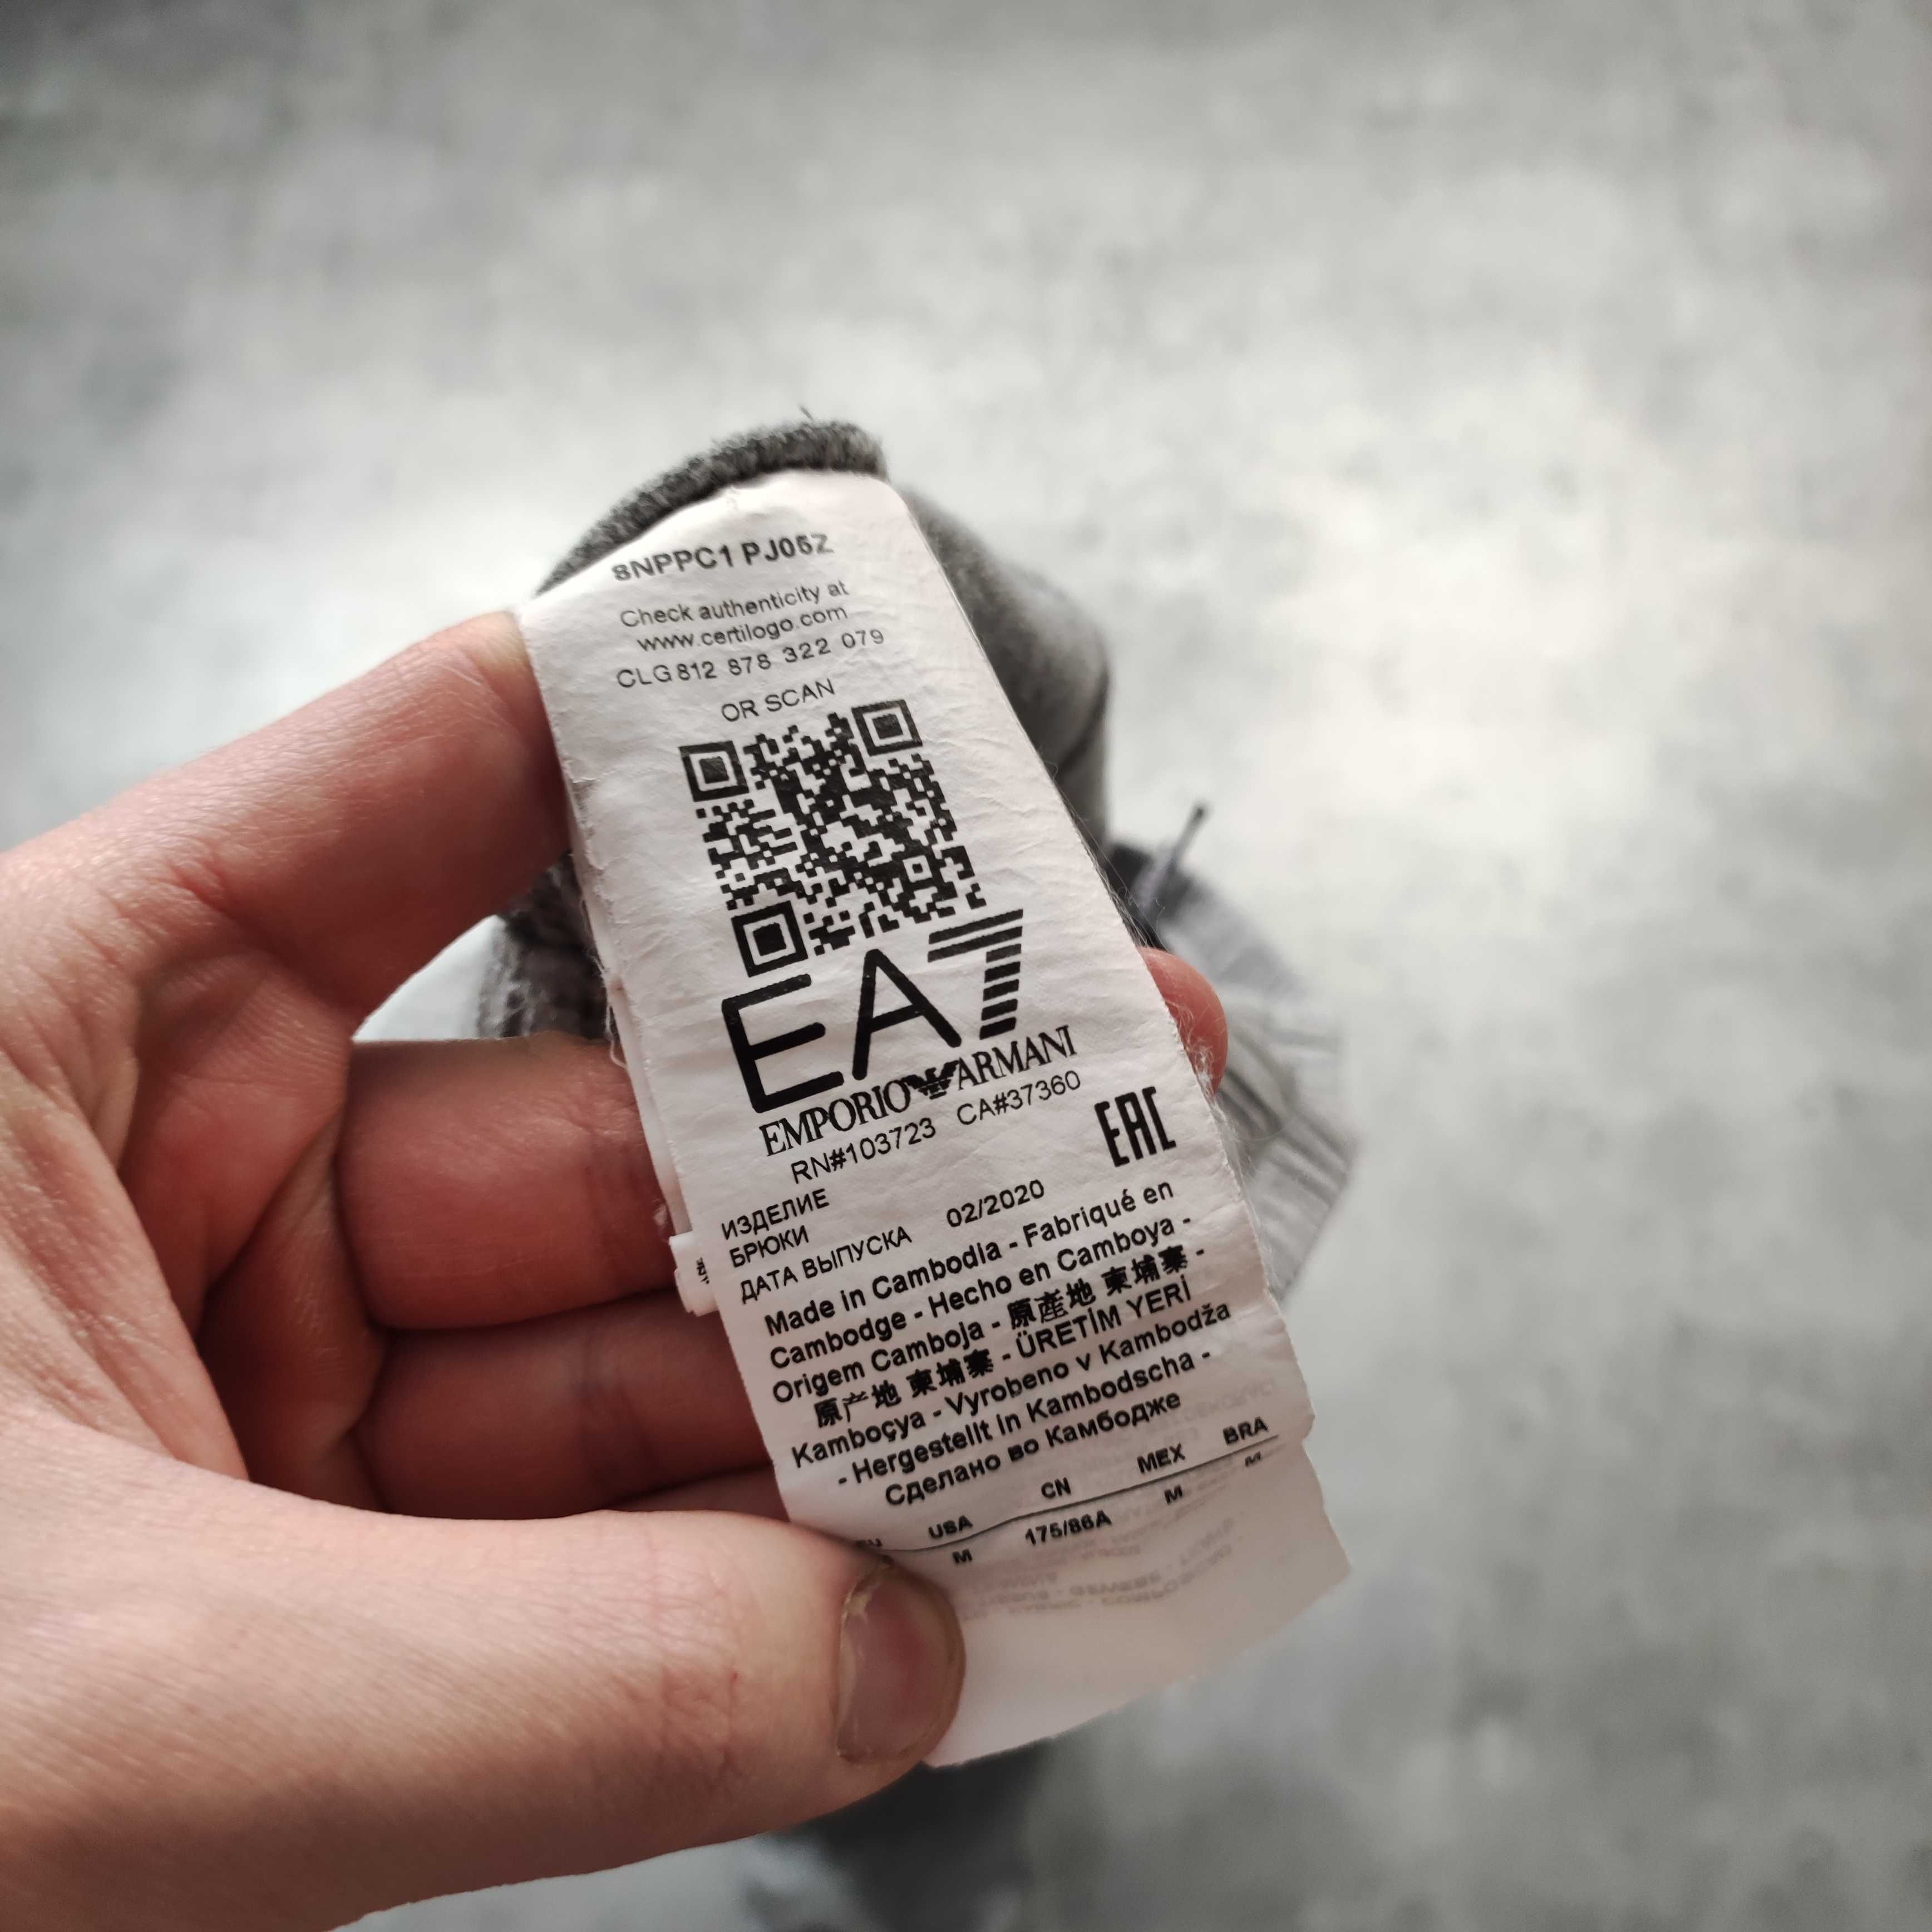 8NPPC1 PJ05Z
Check authenticity at
www.certilogo.com
CLG 812 878 322 079
OR SCAN
EA7
EMPORIO ARMANI
RN#103723 CA#37360
EAC
ИЗДЕЛИЕ
БРЮКИ
ДАТА ВЫПУСКА 02/2020
Made in Cambodia - Fabriqué en
Cambodge - Hecho en Camboya -
Origem Camboja - 原產地 柬埔寨 -
原产地 柬埔寨 - ÜRETİM YERİ
Kamboçya - Vyrobeno v Kambodža
- Hergestellt in Kambodscha -
Сделано во Камбодже
USA CN MEX BRA
M 175/86A M M